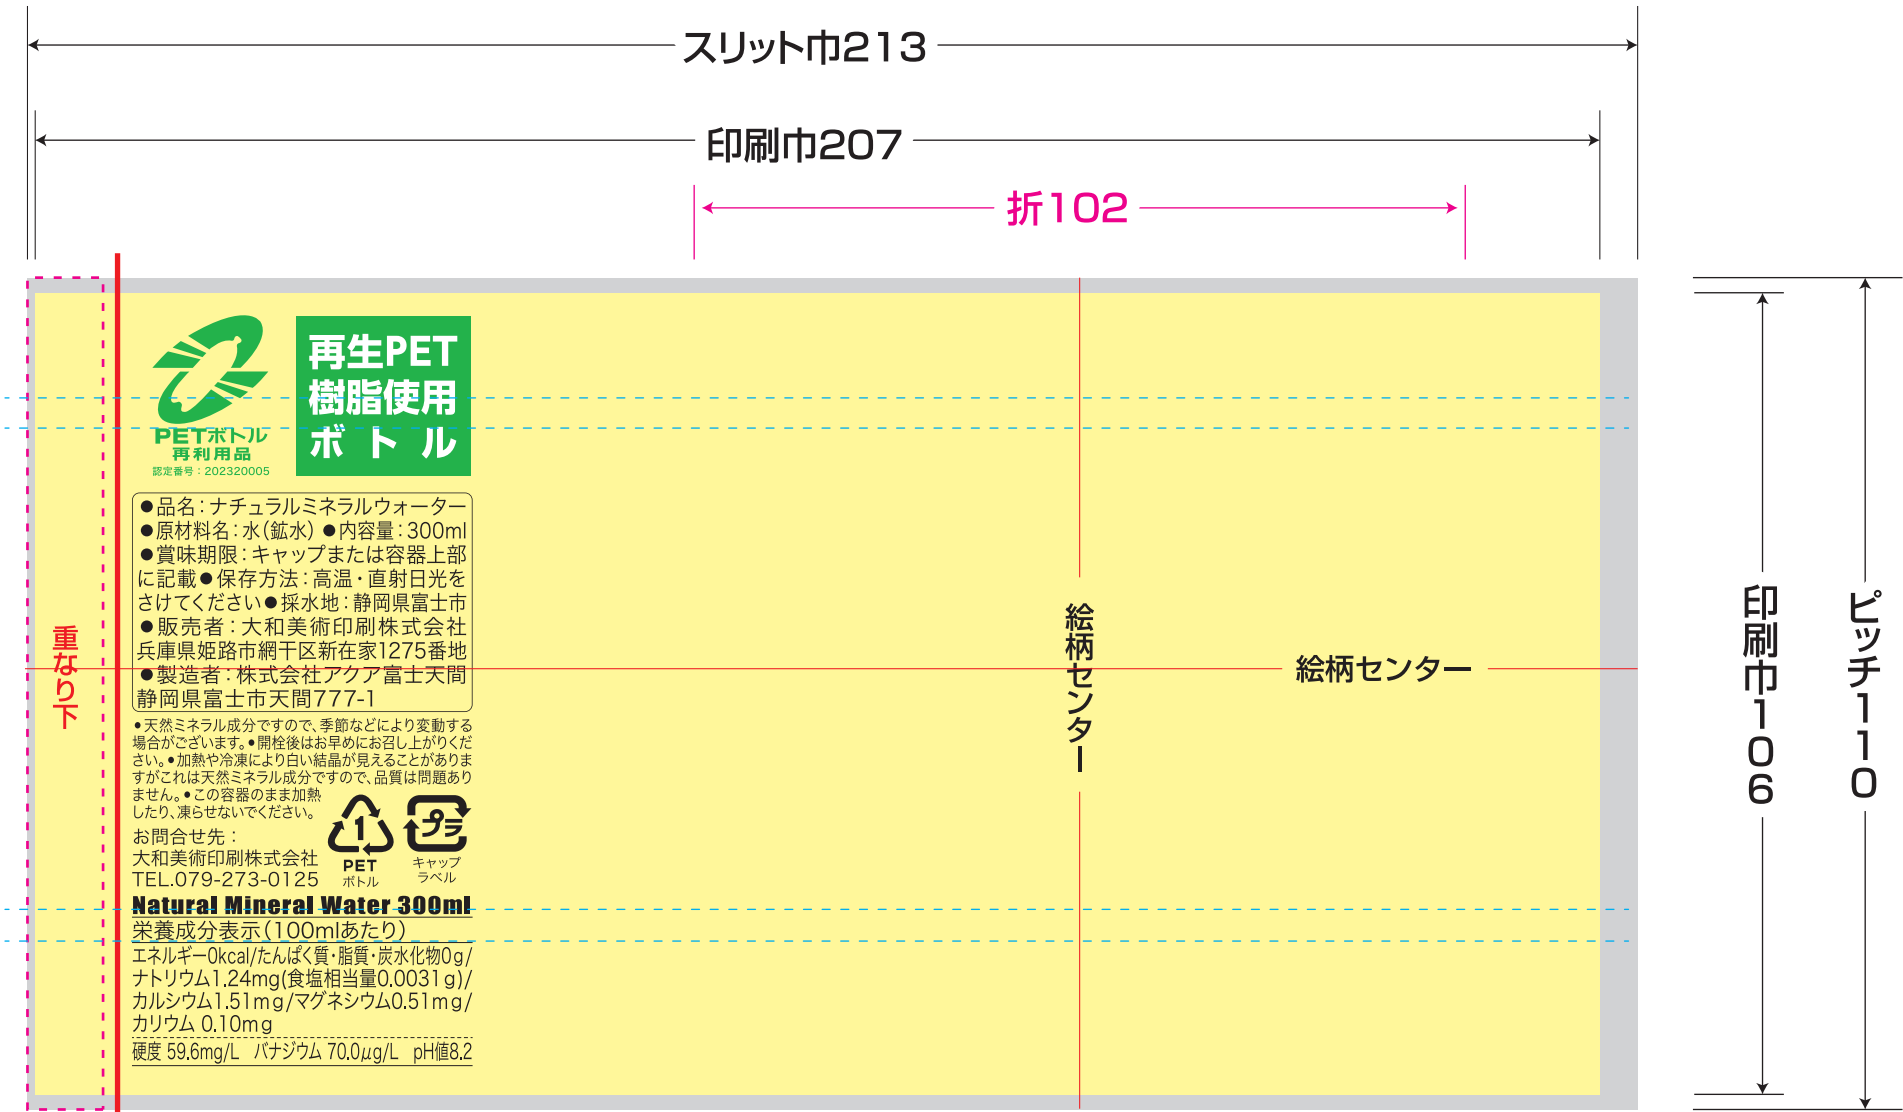 スリット巾213
印刷巾207
折102
再生PET
樹脂使用
ボトル
PETボトル
再利用品
認定番号：202320005
●品名：ナチュラルミネラルウォーター
●原材料名：水（鉱水）●内容量：300ml
●賞味期限：キャップまたは容器上部
に記載●保存方法：高温・直射日光を
さけてください●採水地：静岡県富士市
●販売者：大和美術印刷株式会社
兵庫県姫路市網干区新在家1275番地
●製造者：株式会社アクア富士天間
静岡県富士市天間777-1
•天然ミネラル成分ですので、季節などにより変動する
場合がございます。•開栓後はお早めにお召し上がりくだ
さい。•加熱や冷凍により白い結晶が見えることがありま
すがこれは天然ミネラル成分ですので、品質は問題あり
ません。•この容器のまま加熱
したり、凍らせないでください。
お問合せ先：
大和美術印刷株式会社
TEL.079-273-0125
1
PET
ボトル
プラ
キャップ
ラベル
Natural Mineral Water 300ml
栄養成分表示（100mlあたり）
エネルギー0kcal/たんぱく質・脂質・炭水化物0g/
ナトリウム1.24mg(食塩相当量0.0031g)/
カルシウム1.51mg/マグネシウム0.51mg/
カリウム 0.10mg
硬度 59.6mg/L　バナジウム 70.0μg/L　pH値8.2
重なり下
絵柄センター
絵柄センター
印刷巾106
ピッチ110